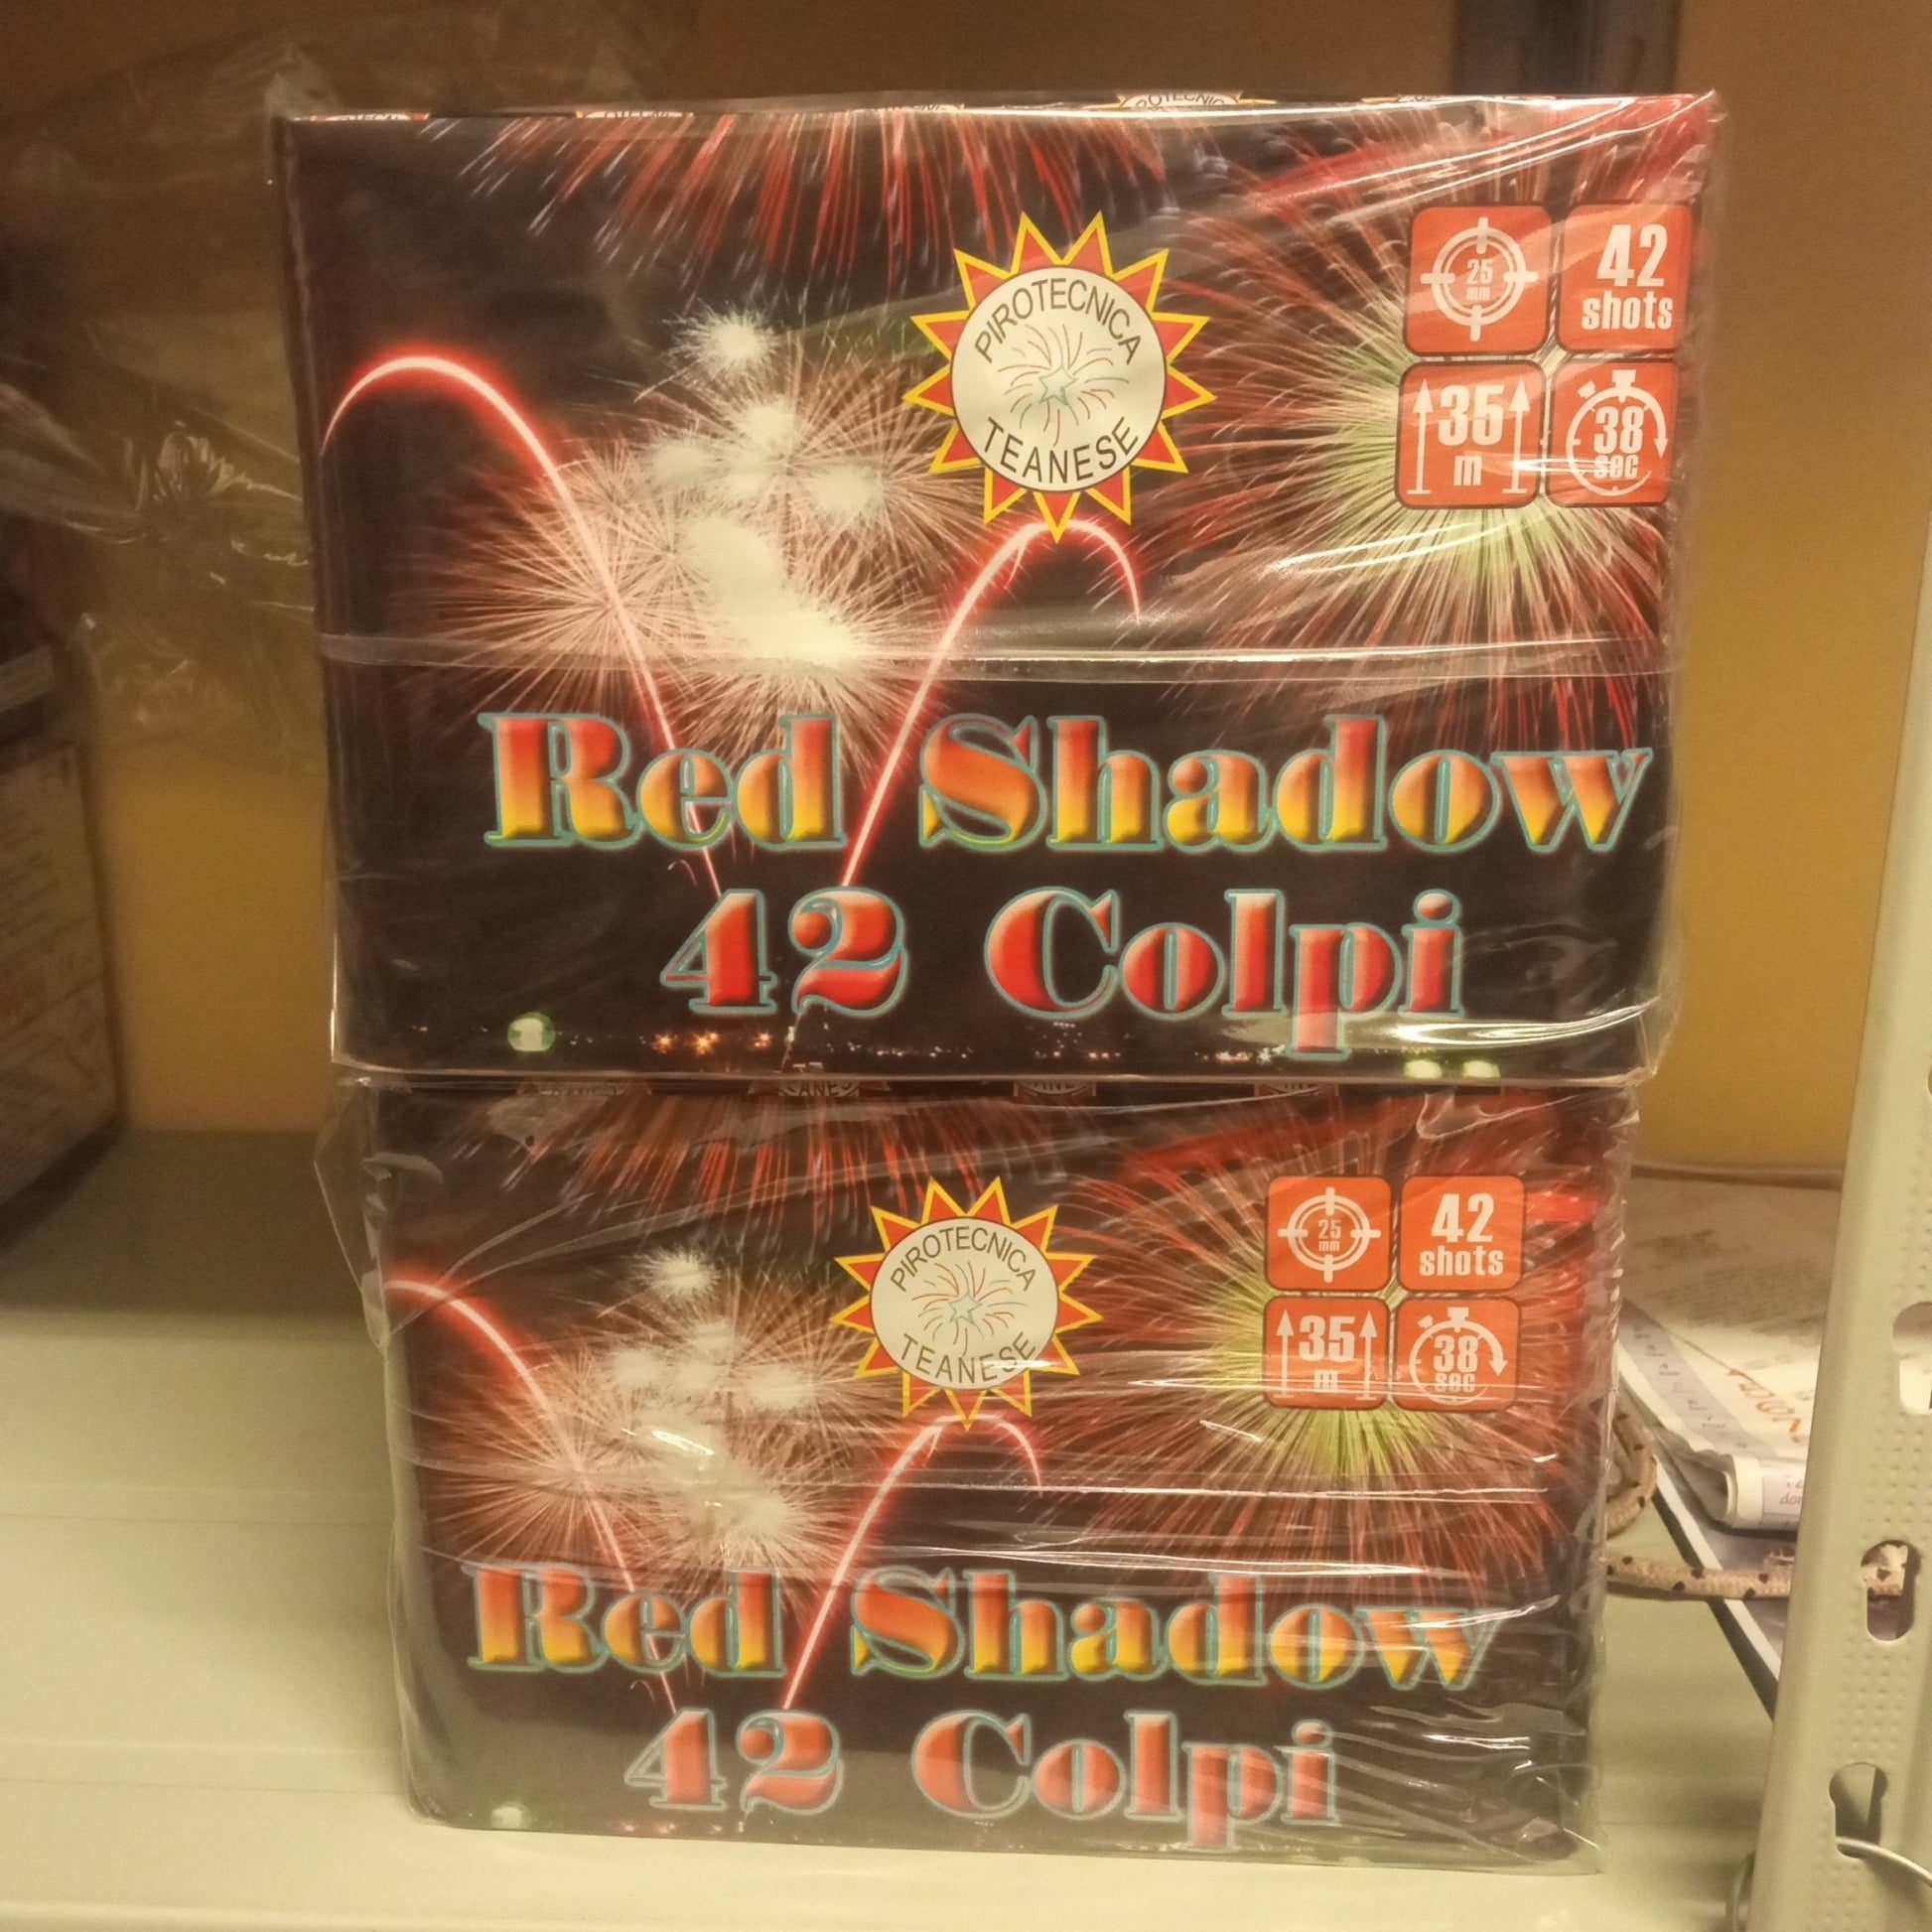 PIROTECNICA
TEANESE
25
mm
42
shots
35
m
38
sec
Red Shadow
42 Colpi
PIROTECNICA
TEANESE
25
mm
42
shots
35
m
38
sec
Red Shadow
42 Colpi